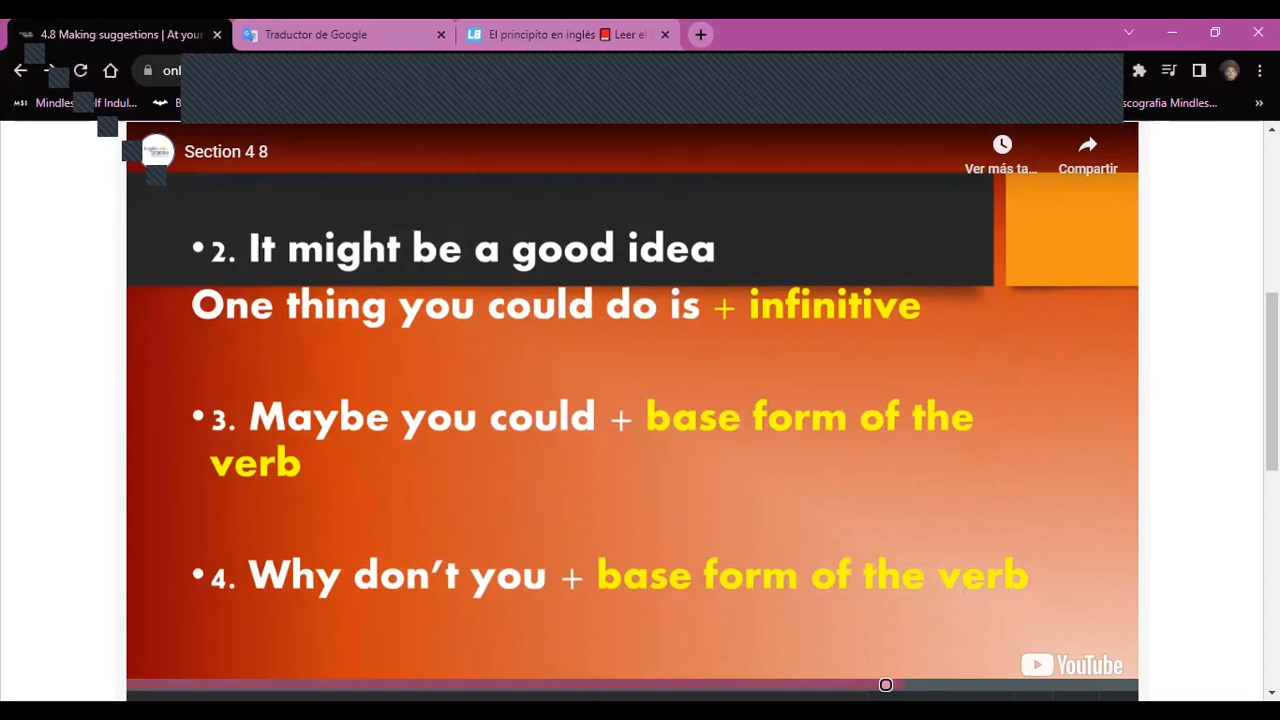 4.8 Making suggestions | At your
Traductor de Google
El principito en inglés 📕 Leer el
onl
Mindles
lf Indul...
B
scografia Mindles...
Section 4 8
Ver más ta...
Compartir
• 2. It might be a good idea
One thing you could do is + infinitive
• 3. Maybe you could + base form of the
verb
• 4. Why don't you + base form of the verb
YouTube